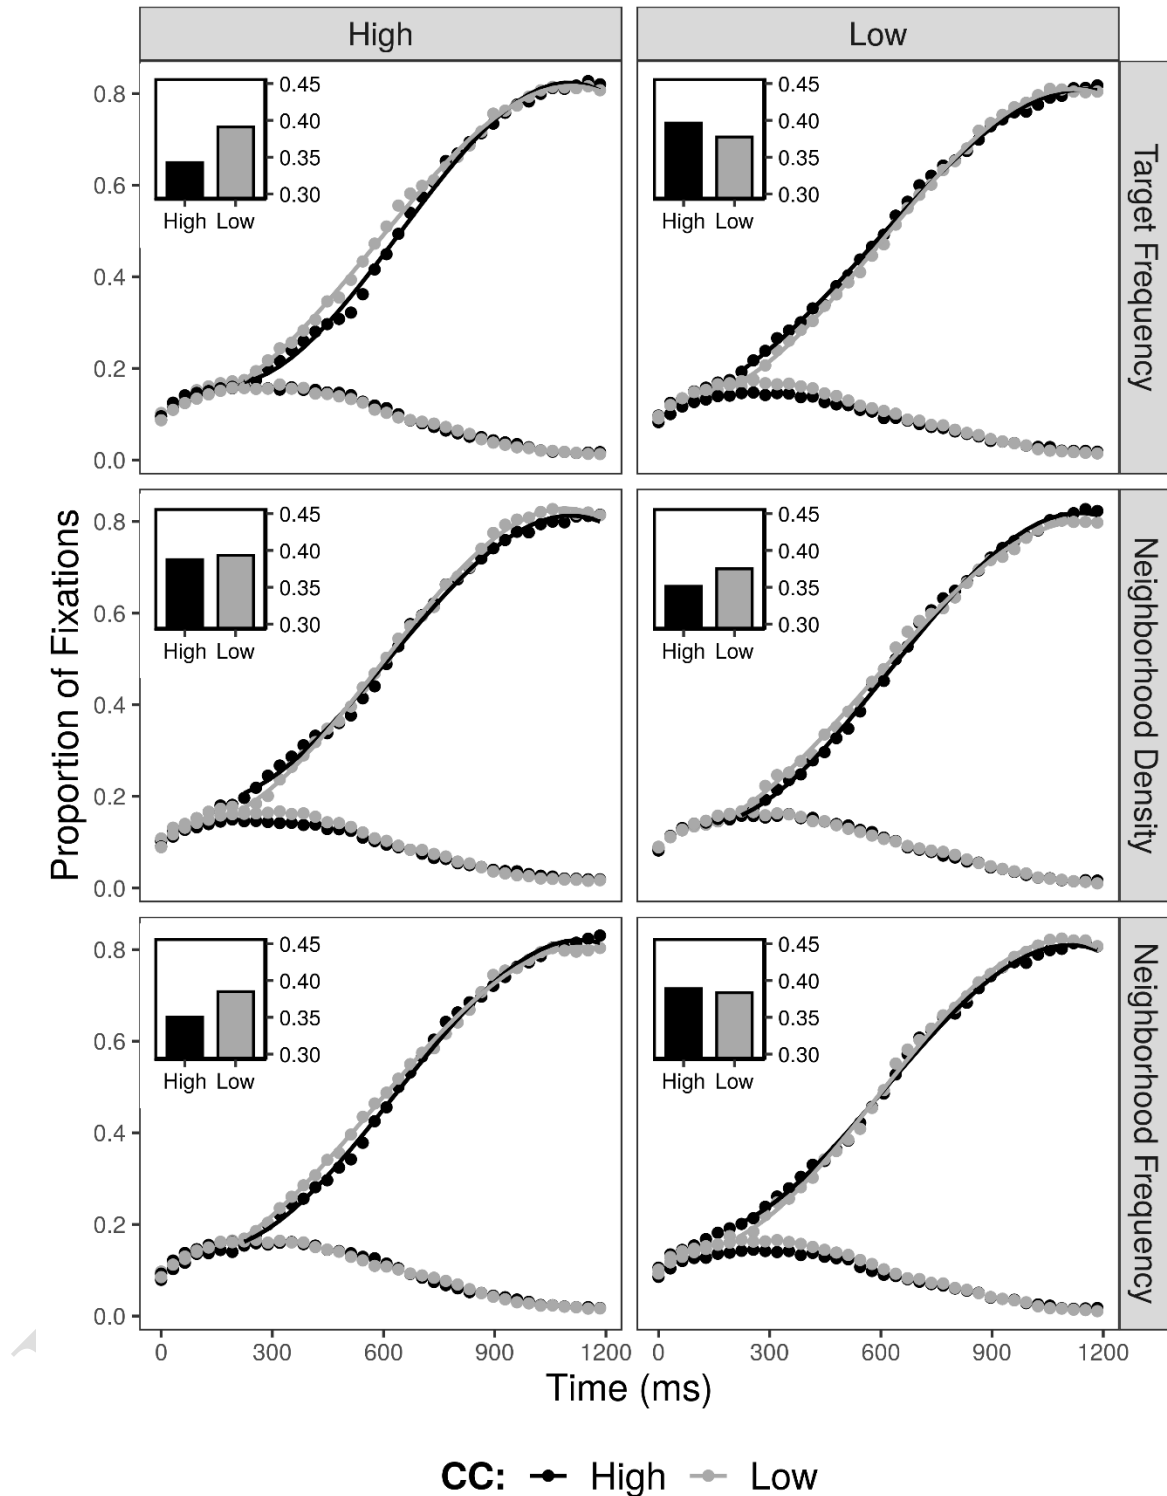 High
Low
0.8
0.6
0.4
0.2
0.0
0.45
0.40
0.35
0.30
High Low
0.45
0.40
0.35
0.30
High Low
Target Frequency
0.8
0.6
0.4
0.2
0.0
0.45
0.40
0.35
0.30
High Low
0.45
0.40
0.35
0.30
High Low
Neighborhood Density
Proportion of Fixations
0.8
0.6
0.4
0.2
0.0
0.45
0.40
0.35
0.30
High Low
0.45
0.40
0.35
0.30
High Low
Neighborhood Frequency
0 300 600 900 1200
0 300 600 900 1200
Time (ms)
CC: High Low